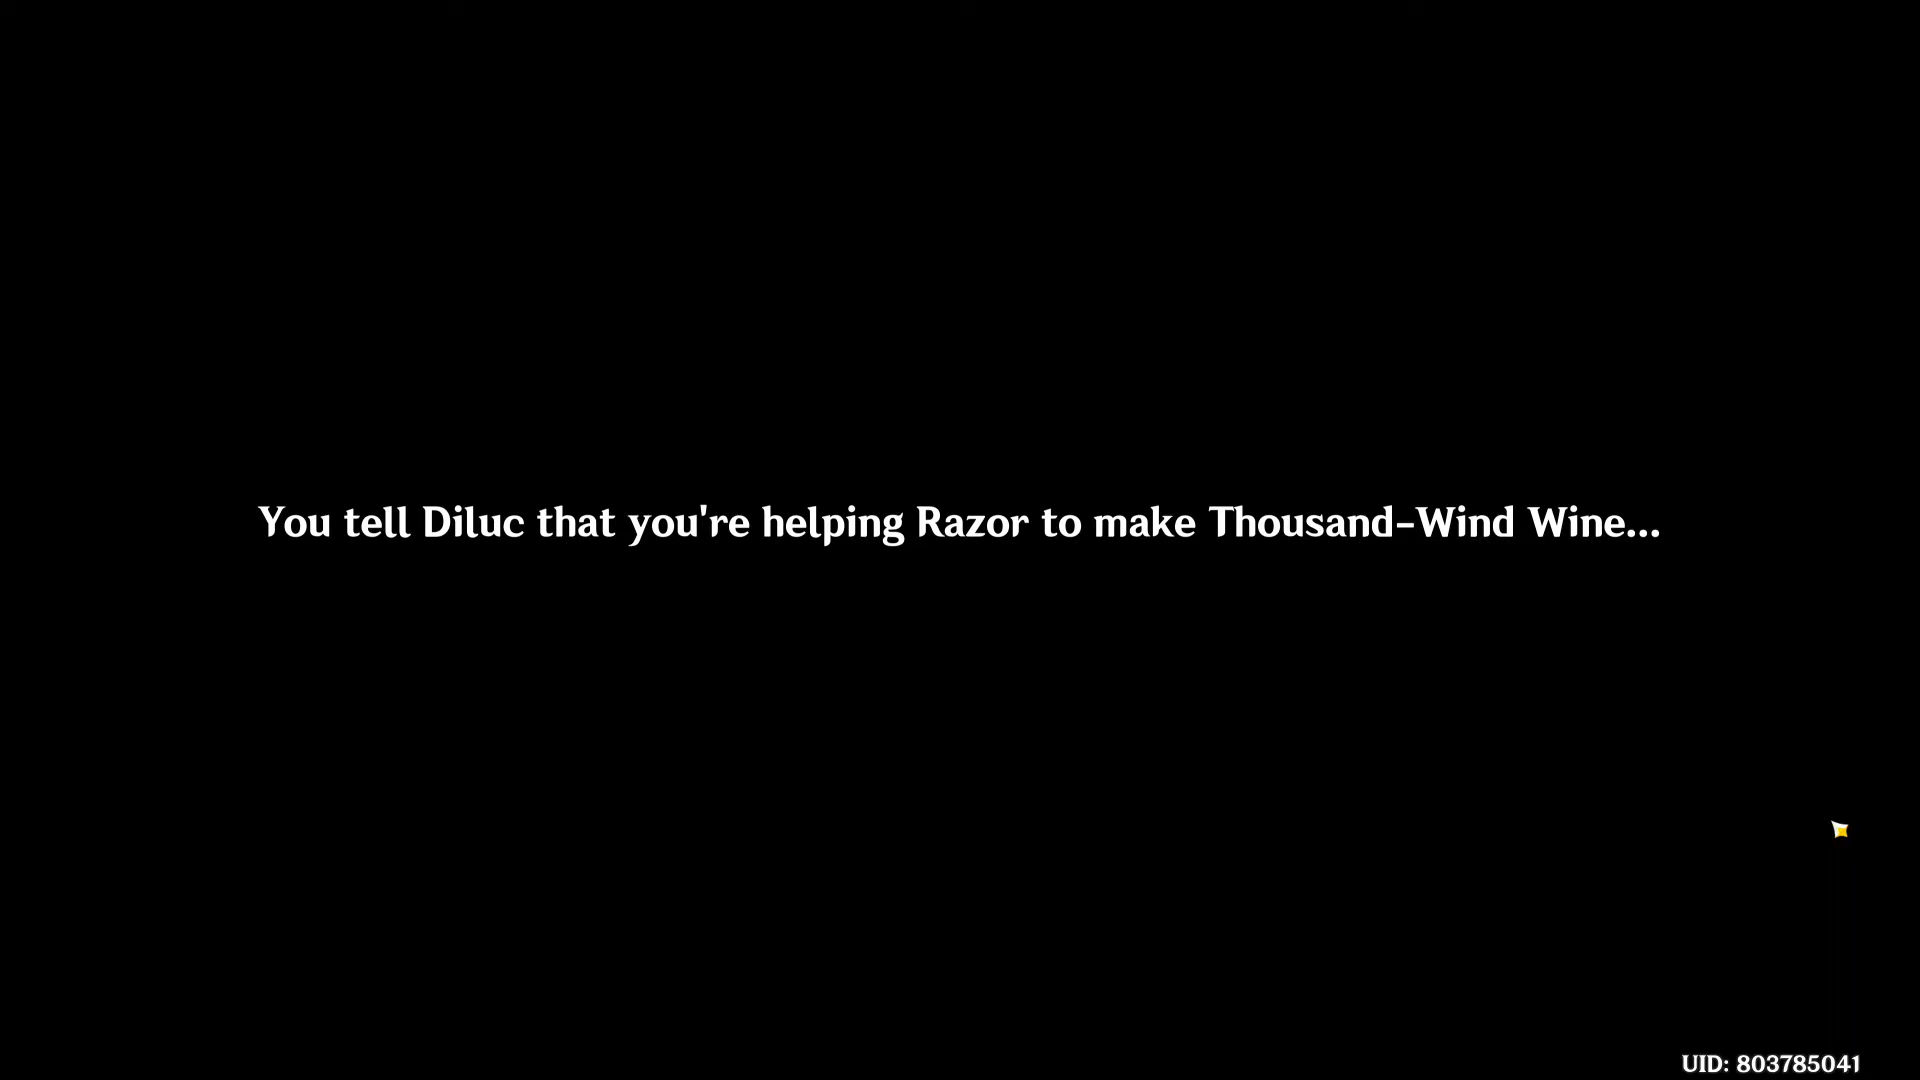 You tell Diluc that you're helping Razor to make Thousand-Wind Wine...
UID: 803785041